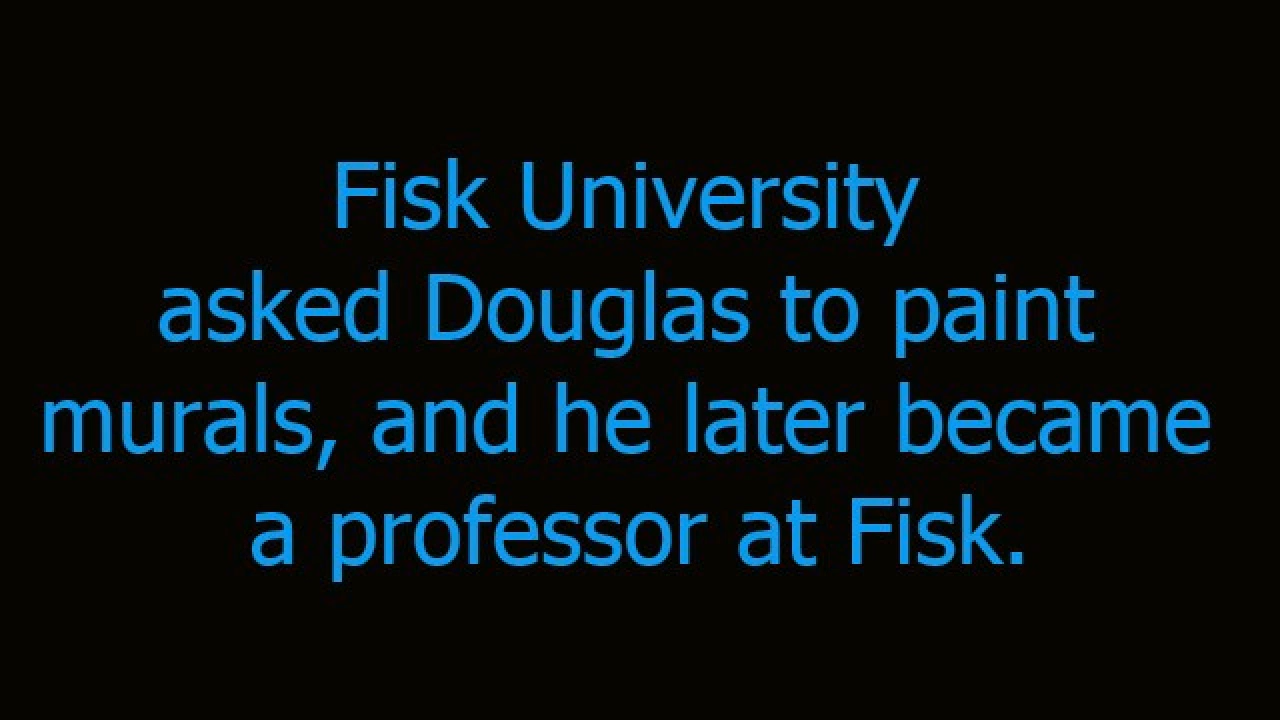 Fisk University
asked Douglas to paint
murals, and he later became
a professor at Fisk.